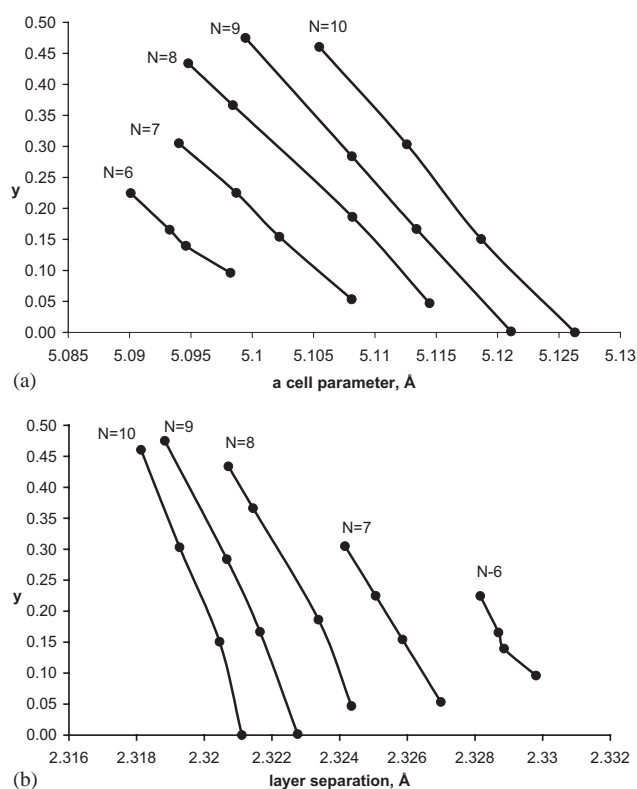 0.50
0.45
0.40
0.35
0.30
0.25
0.20
0.15
0.10
0.05
0.00
y
N=6
N=7
N=8
N=9
N=10
5.085 5.09 5.095 5.1 5.105 5.11 5.115 5.12 5.125 5.13
(a) a cell parameter, Å
0.50
0.45
0.40
0.35
0.30
0.25
0.20
0.15
0.10
0.05
0.00
y
N=10
N=9
N=8
N=7
N-6
2.316 2.318 2.32 2.322 2.324 2.326 2.328 2.33 2.332
(b) layer separation, Å